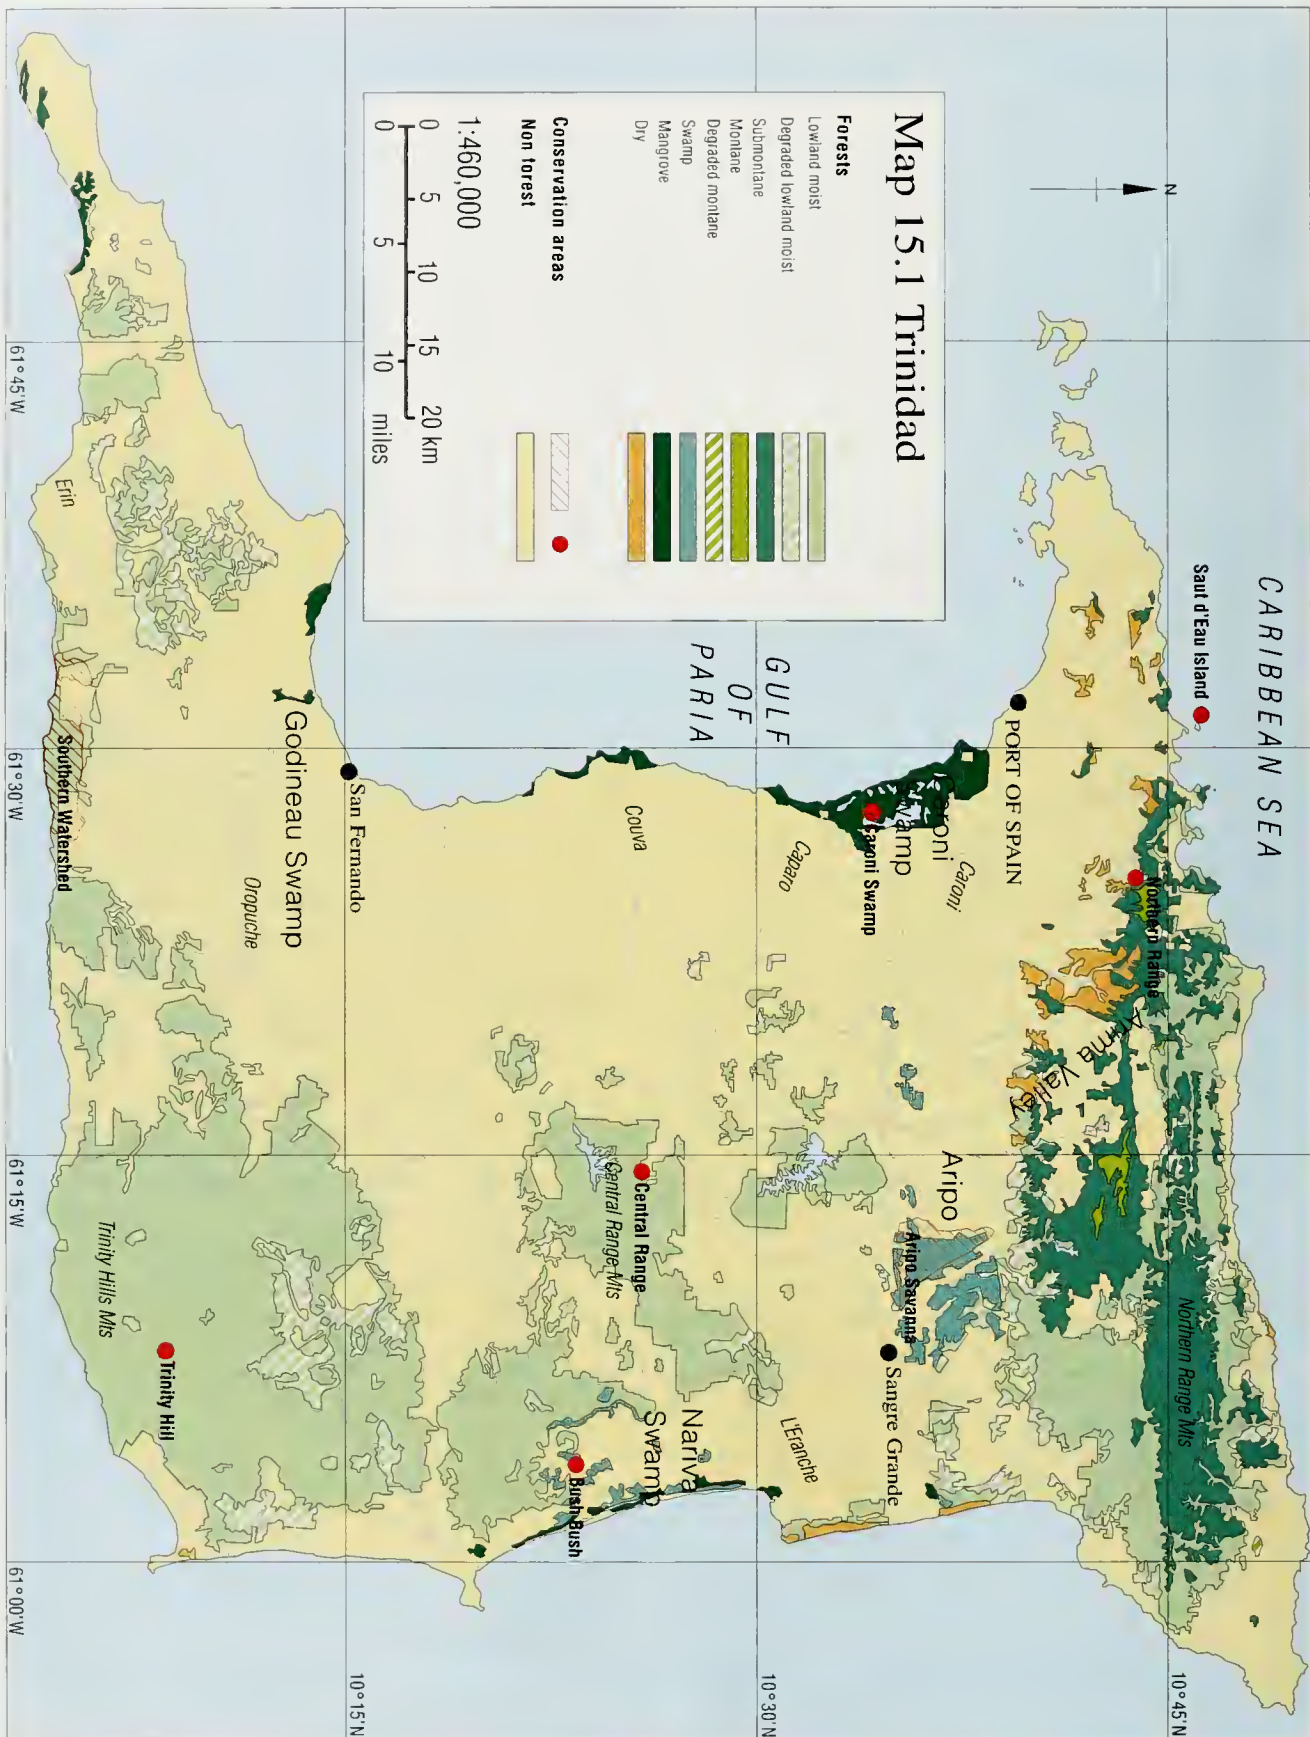 Map 15.1 Trinidad
Forests
Lowland moist
Degraded lowland moist
Submontane
Montane
Degraded montane
Swamp
Mangrove
Dry
Conservation areas
Non forest
1:460,000
0 5 10 15 20 km
0 5 10 miles
N
CARIBBEAN SEA
Saut d'Eau Island
Northern Range
Northern Range Mts
Arima Valley
PORT OF SPAIN
Caroni
Caroni
Swamp
Caroni Swamp
Aripo
Aripo Savanna
Sangre Grande
GULF
OF
PARIA
Caparo
L'Eranche
Couva
Central Range
Central Range Mts
Nariva
Swamp
Bush Bush
San Fernando
Godineau Swamp
Oropuche
Trinity Hill
Trinity Hills Mts
Southern Watershed
Erin
10°45'N
10°30'N
10°15'N
61°45'W
61°30'W
61°15'W
61°00'W